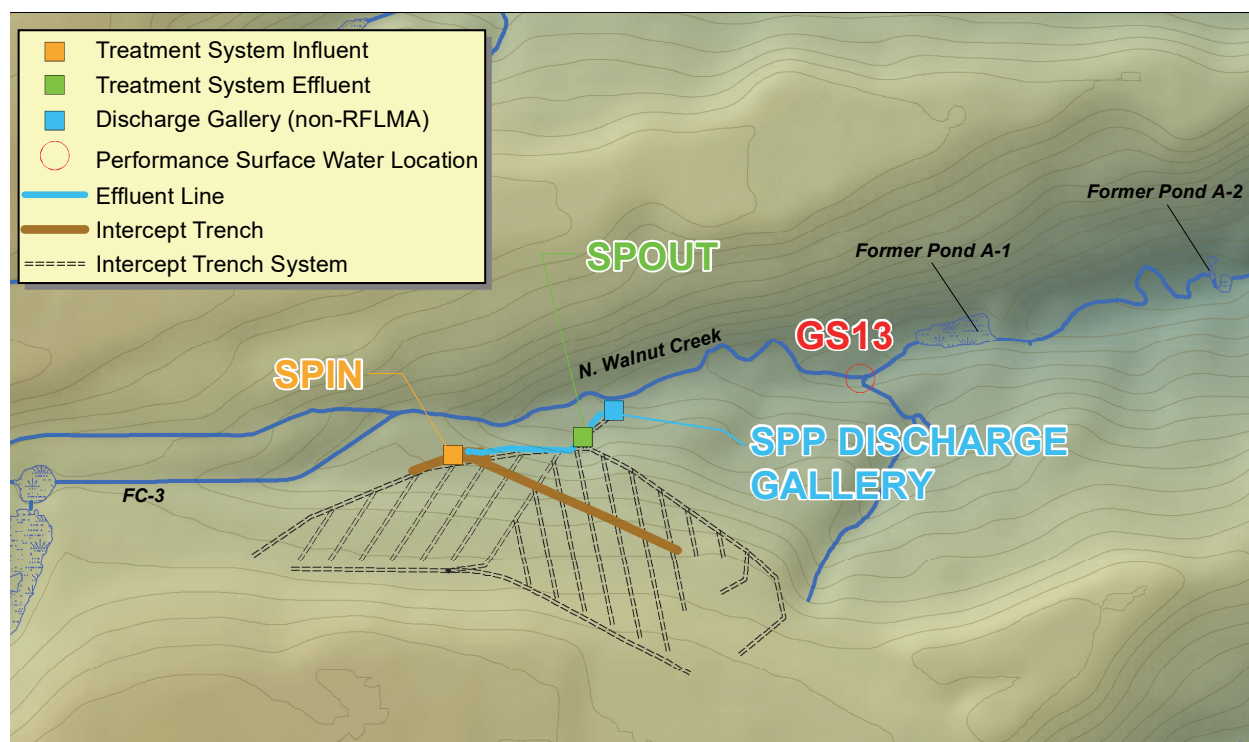 Treatment System Influent
Treatment System Effluent
Discharge Gallery (non-RFLMA)
Performance Surface Water Location
Effluent Line
Intercept Trench
Intercept Trench System
Former Pond A-2
Former Pond A-1
SPOUT
GS13
N. Walnut Creek
SPIN
SPP DISCHARGE
GALLERY
FC-3